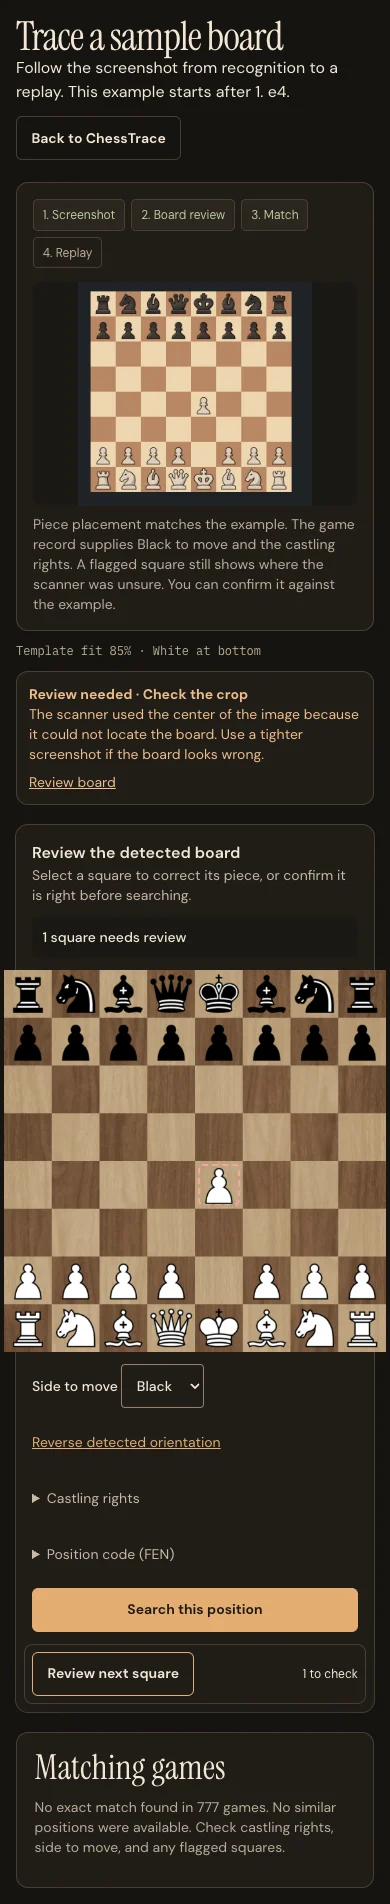 Trace a sample board
Follow the screenshot from recognition to a
replay. This example starts after 1. e4.
Back to ChessTrace
1. Screenshot
2. Board review
3. Match
4. Replay
Piece placement matches the example. The game
record supplies Black to move and the castling
rights. A flagged square still shows where the
scanner was unsure. You can confirm it against
the example.
Template fit 85% · White at bottom
Review needed · Check the crop
The scanner used the center of the image because
it could not locate the board. Use a tighter
screenshot if the board looks wrong.
Review board
Review the detected board
Select a square to correct its piece, or confirm it
is right before searching.
1 square needs review
Side to move Black
Reverse detected orientation
Castling rights
Position code (FEN)
Search this position
Review next square
1 to check
Matching games
No exact match found in 777 games. No similar
positions were available. Check castling rights,
side to move, and any flagged squares.